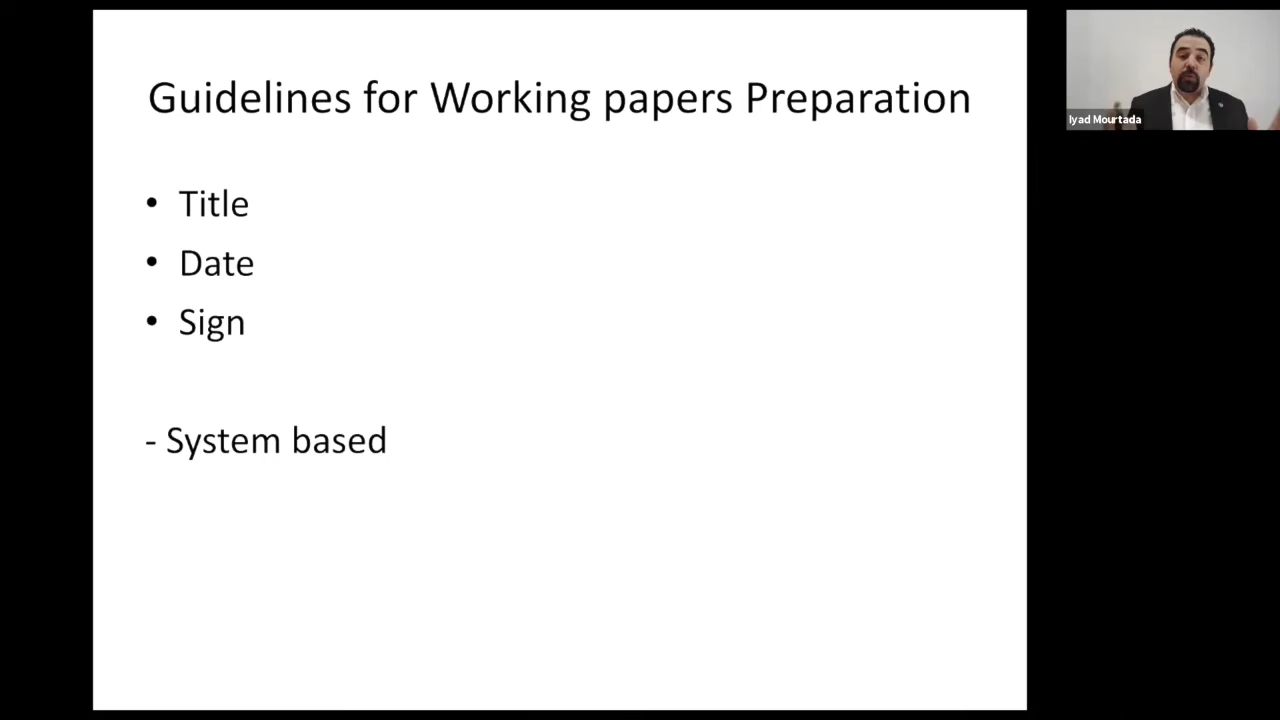 Guidelines for Working papers Preparation
• Title
• Date
• Sign
- System based
Iyad Mourtada